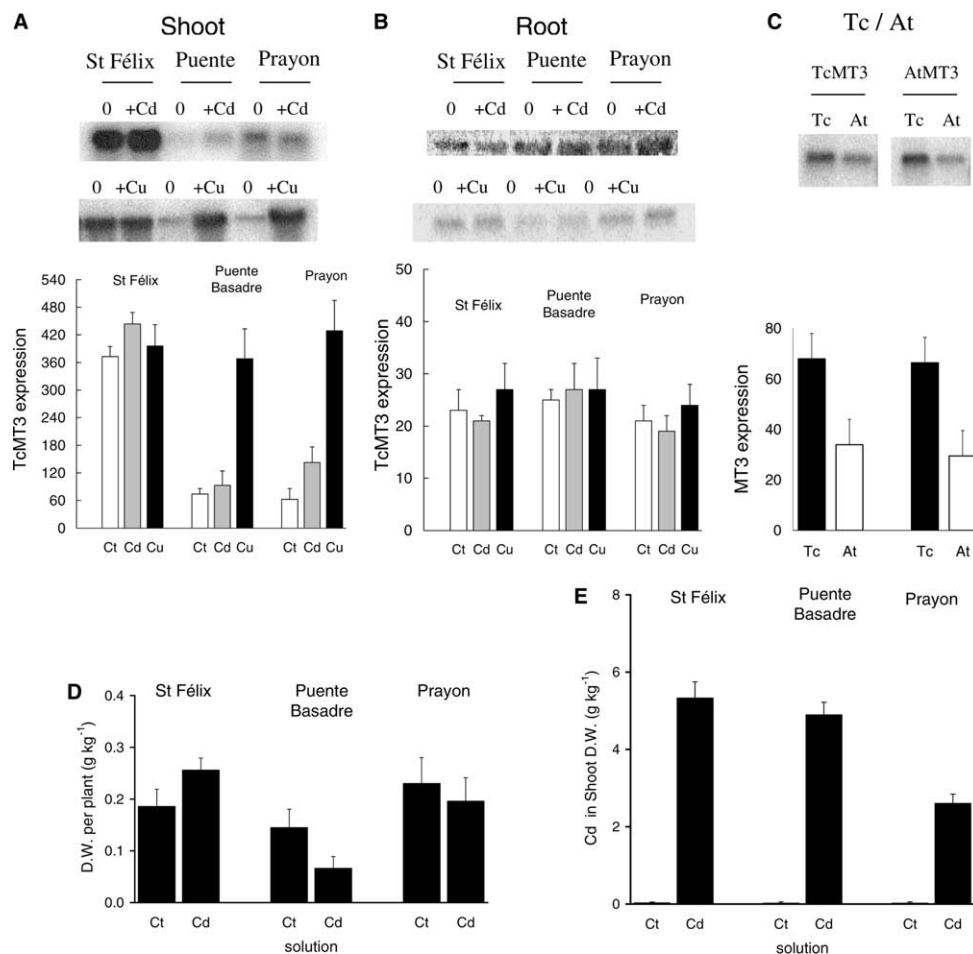 A Shoot
St Félix Puente Prayon
0 +Cd 0 +Cd 0 +Cd
0 +Cu 0 +Cu 0 +Cu
TcMT3 expression
540
480
420
360
300
240
180
120
60
0
St Félix Puente Basadre Prayon
Ct Cd Cu Ct Cd Cu Ct Cd Cu
B Root
St Félix Puente Prayon
0 +Cd 0 + Cd 0 +Cd
0 +Cu 0 +Cu 0 +Cu
TcMT3 expression
30
20
10
0
St Félix Puente Basadre Prayon
Ct Cd Cu Ct Cd Cu Ct Cd Cu
C Tc / At
TcMT3 AtMT3
Tc At Tc At
MT3 expression
80
60
40
20
0
Tc At Tc At
D St Félix Puente Basadre Prayon
D.W. per plant (g kg⁻¹)
0.4
0.3
0.2
0.1
0.0
Ct Cd Ct Cd Ct Cd
solution
E St Félix Puente Basadre Prayon
Cd in Shoot D.W. (g kg⁻¹)
8
6
4
2
0
Ct Cd Ct Cd Ct Cd
solution